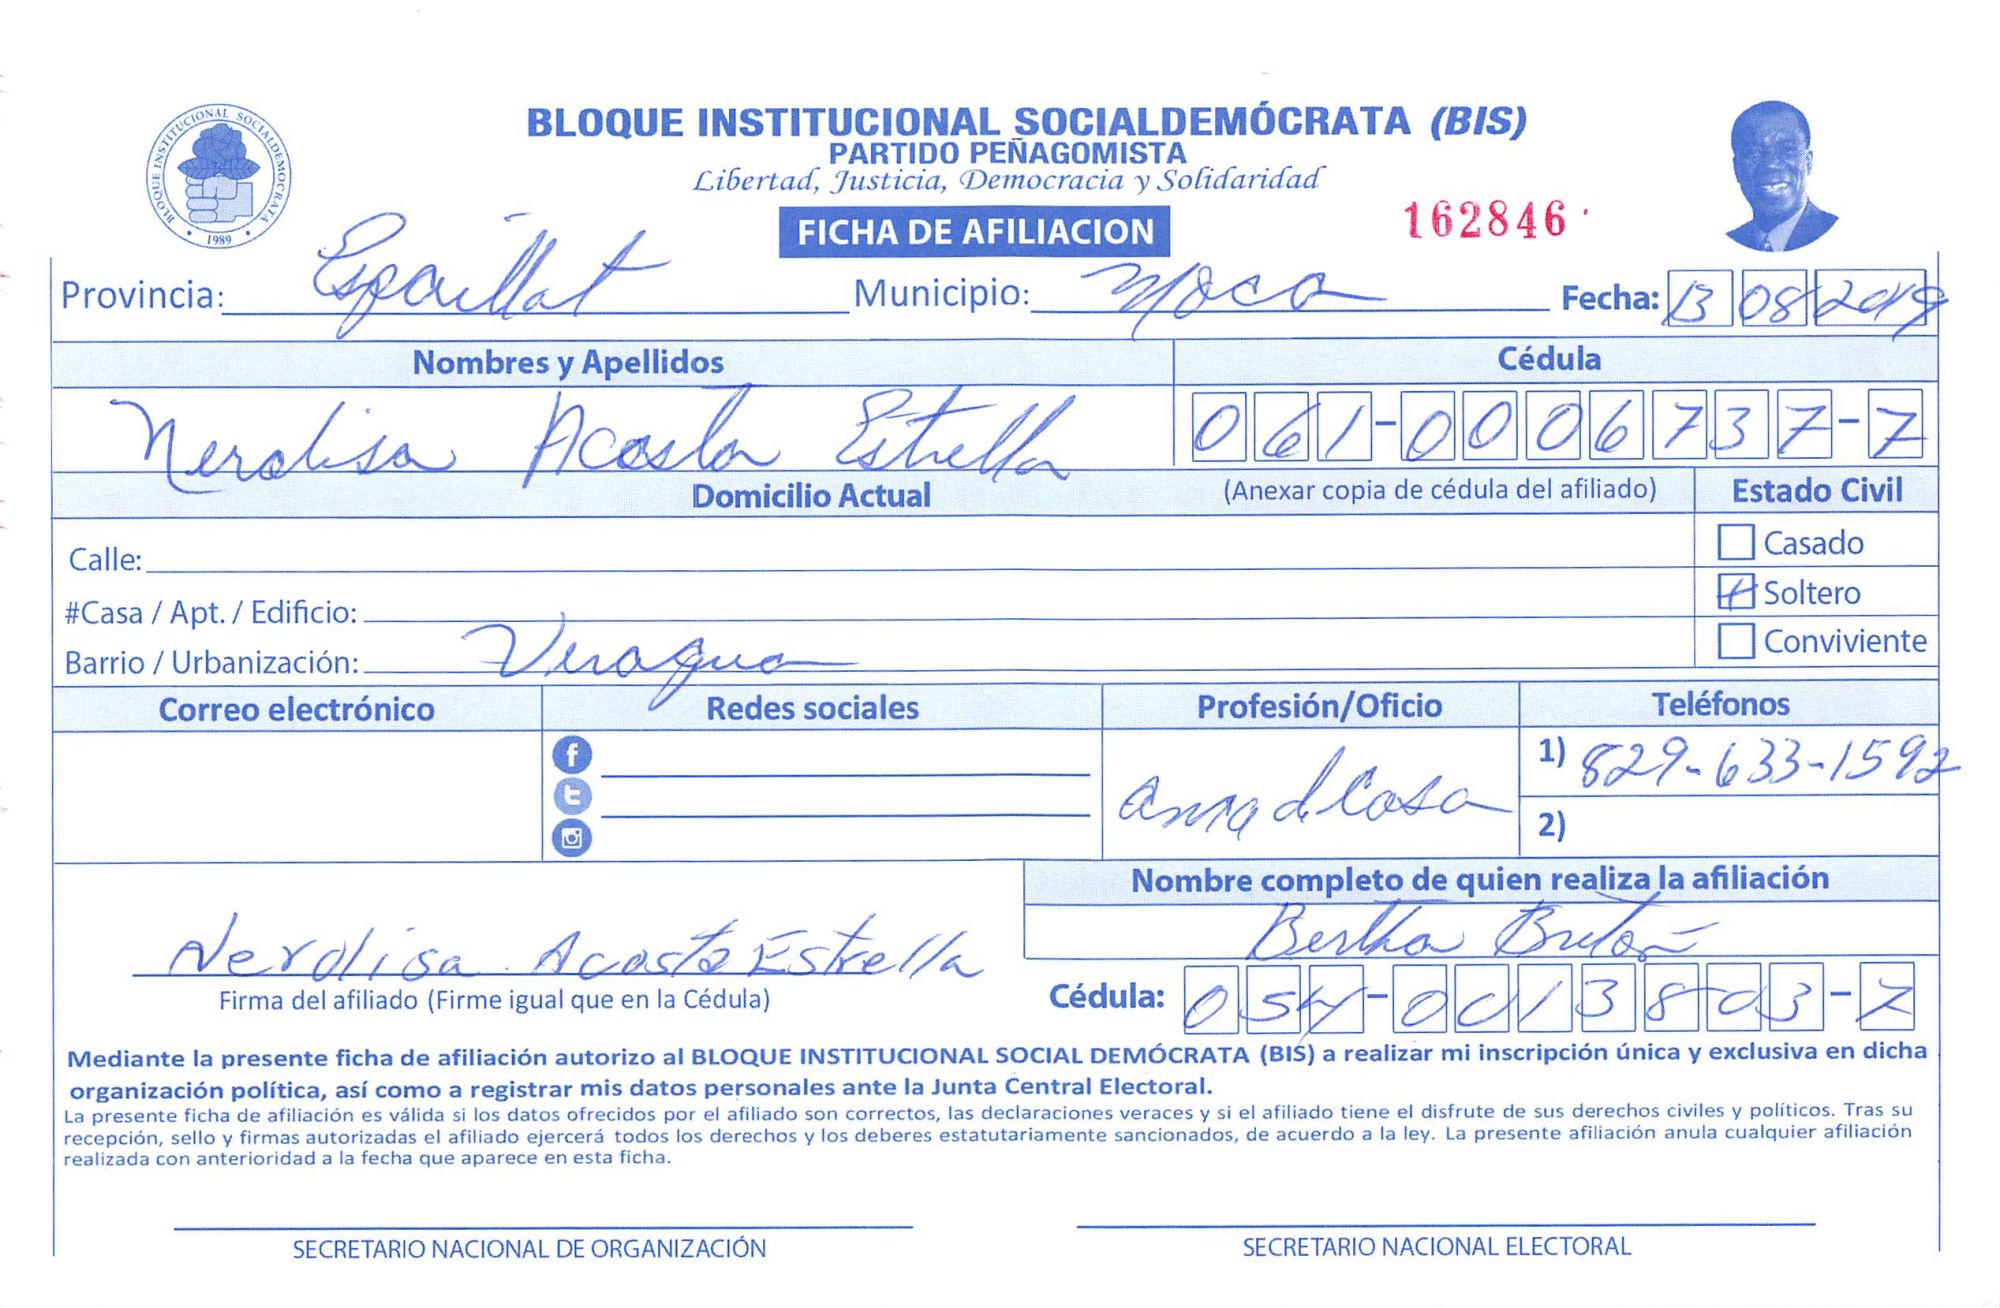 BLOQUE INSTITUCIONAL SOCIALDEMÓCRATA (BIS)
PARTIDO PEÑAGOMISTA
Libertad, Justicia, Democracia y Solidaridad
BLOQUE INSTITUCIONAL SOCIALDEMOCRATA
1989
FICHA DE AFILIACION
162846
Provincia: Espaillat Municipio: Moca Fecha: 13 08 2019
Nombres y Apellidos Cédula
Nerolisa Acosta Estrella 061-0006737-7
Domicilio Actual (Anexar copia de cédula del afiliado) Estado Civil
Calle: Casado
#Casa / Apt. / Edificio: Soltero
Barrio / Urbanización: Veragua Conviviente
Correo electrónico Redes sociales Profesión/Oficio Teléfonos
1) 829-633-1592
ama d Casa
2)
Nombre completo de quien realiza la afiliación
Bertha Bretón
Nerolisa Acosta Estrella
Firma del afiliado (Firme igual que en la Cédula) Cédula: 054-0013803-7
Mediante la presente ficha de afiliación autorizo al BLOQUE INSTITUCIONAL SOCIAL DEMÓCRATA (BIS) a realizar mi inscripción única y exclusiva en dicha
organización política, así como a registrar mis datos personales ante la Junta Central Electoral.
La presente ficha de afiliación es válida si los datos ofrecidos por el afiliado son correctos, las declaraciones veraces y si el afiliado tiene el disfrute de sus derechos civiles y políticos. Tras su
recepción, sello y firmas autorizadas el afiliado ejercerá todos los derechos y los deberes estatutariamente sancionados, de acuerdo a la ley. La presente afiliación anula cualquier afiliación
realizada con anterioridad a la fecha que aparece en esta ficha.
SECRETARIO NACIONAL DE ORGANIZACIÓN SECRETARIO NACIONAL ELECTORAL